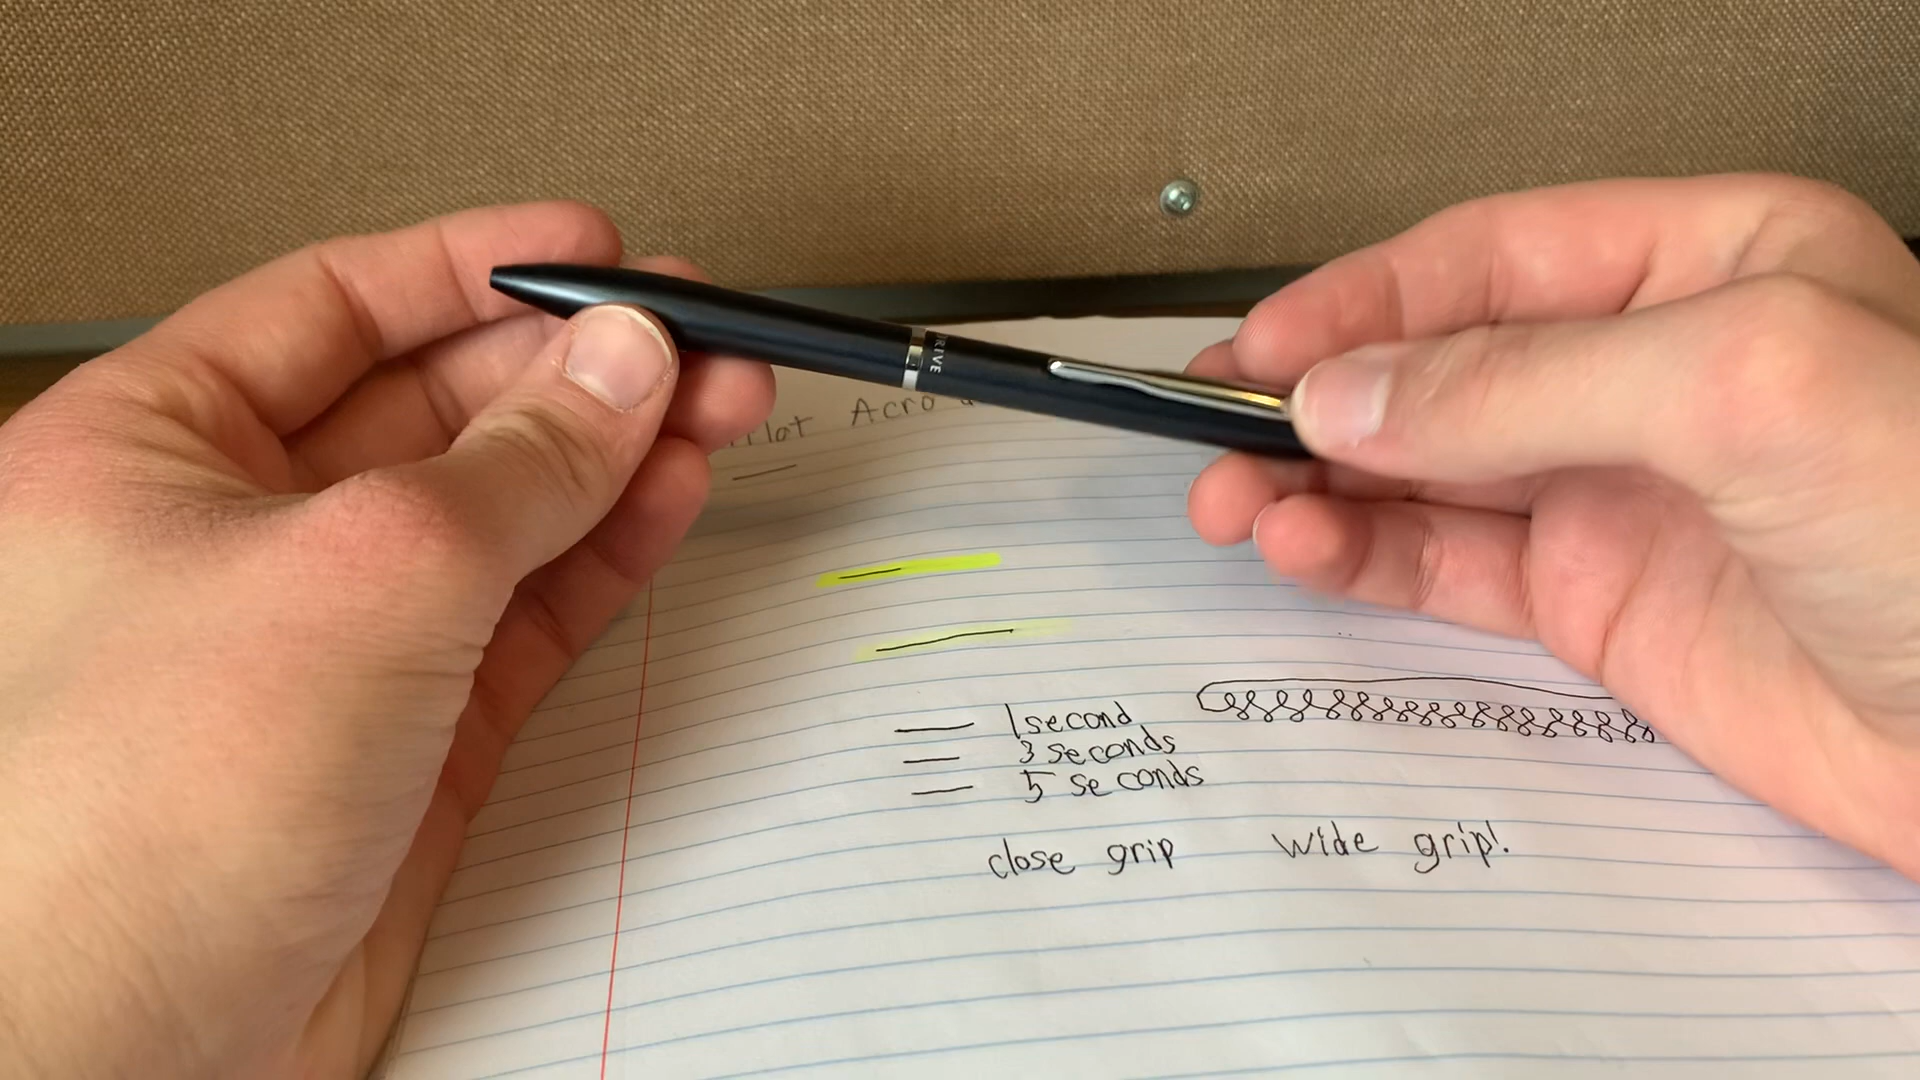 RIVE
Acro
1 second
3 seconds
5 seconds
close grip wide grip!